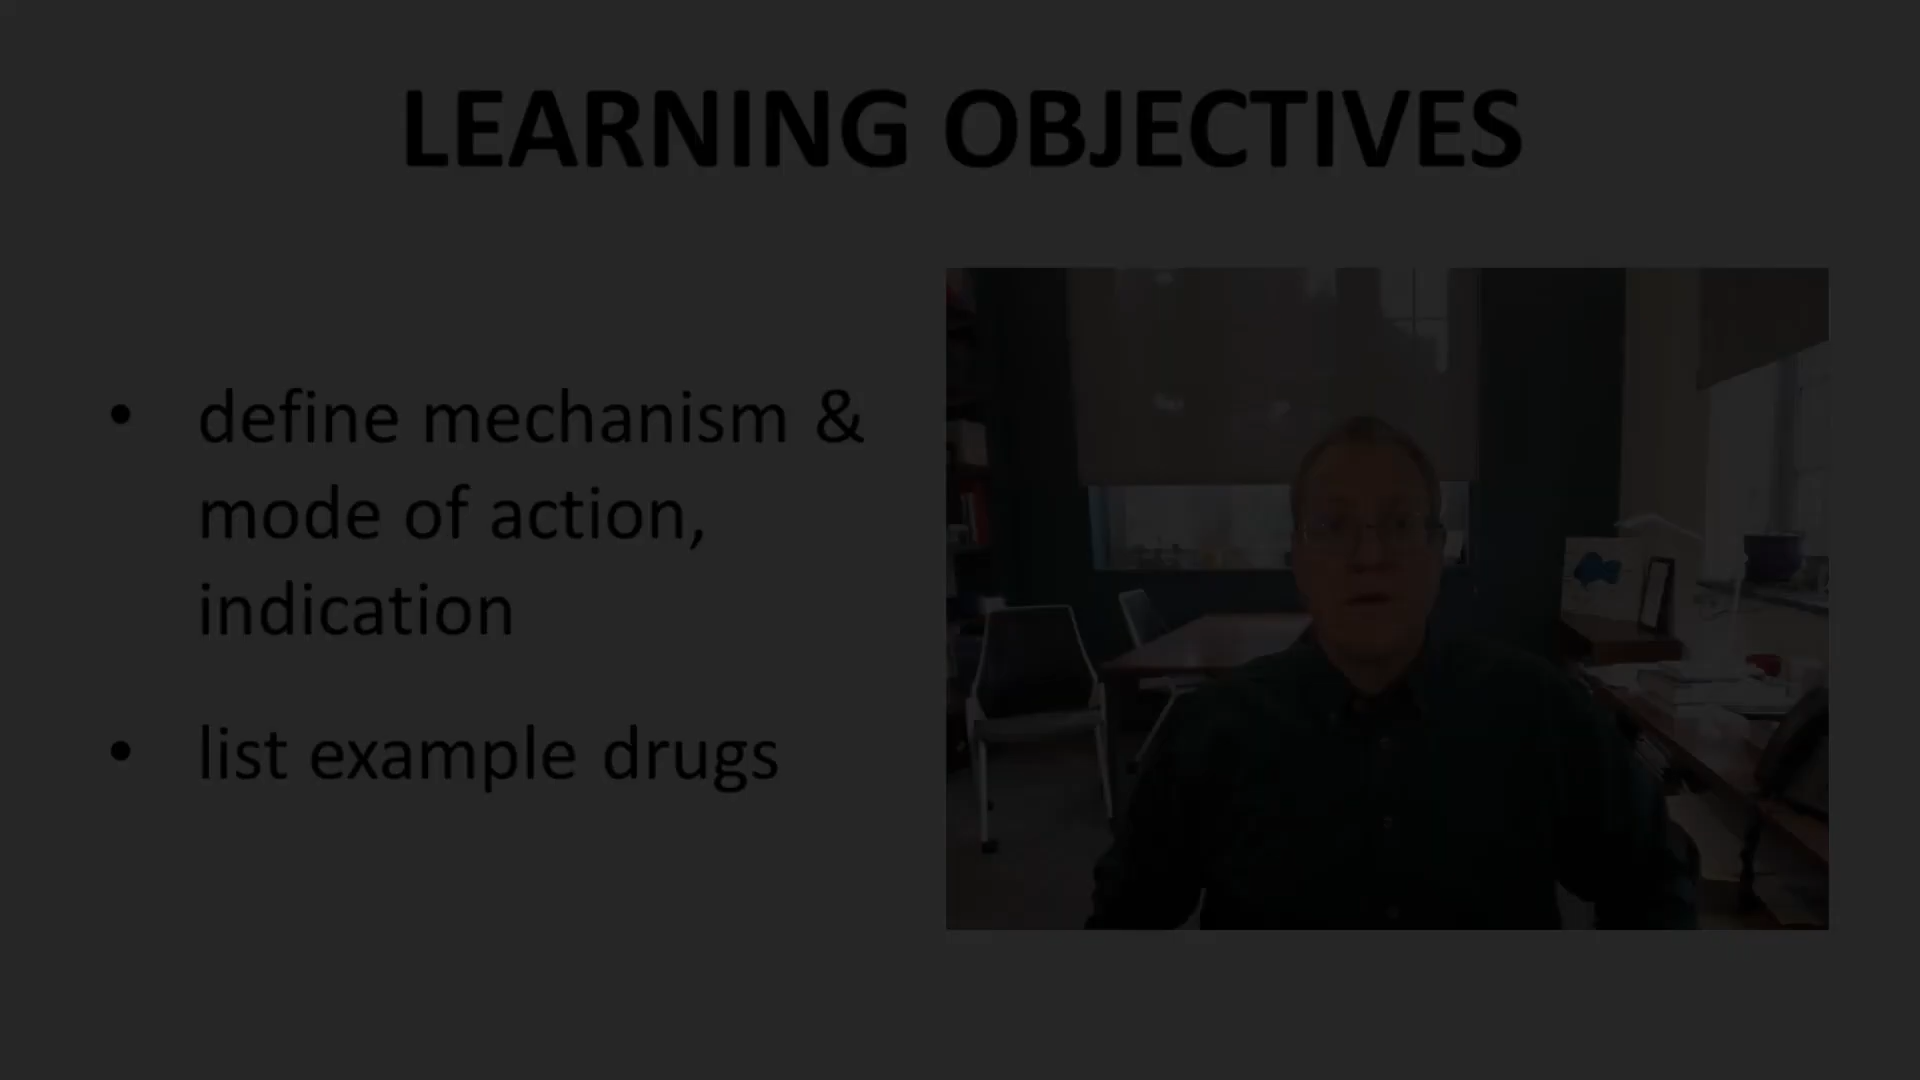 LEARNING OBJECTIVES
• define mechanism &
mode of action,
indication
• list example drugs